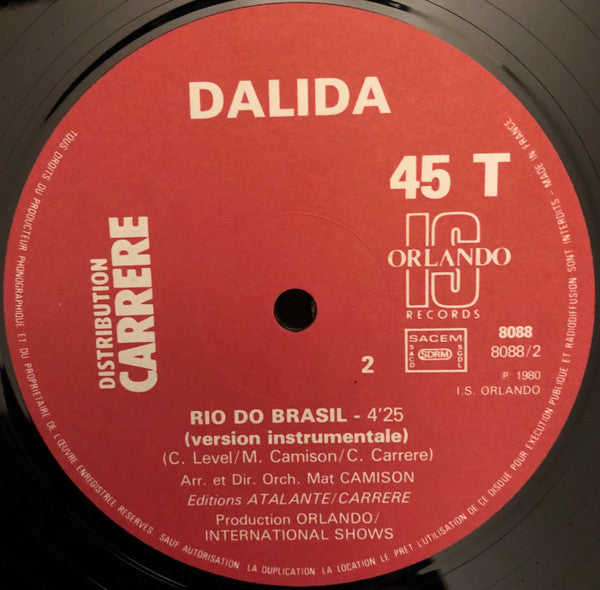 DALIDA
45 T
IS
ORLANDO
RECORDS
DISTRIBUTION
CARRERE
SACEM
SACD
SDRM
SGDL
8088
8088/2
℗ 1980
I.S. ORLANDO
2
RIO DO BRASIL - 4'25
(version instrumentale)
(C. Level/M. Camison/C. Carrere)
Arr. et Dir. Orch. Mat CAMISON
Editions ATALANTE/CARRERE
Production ORLANDO/
INTERNATIONAL SHOWS
TOUS DROITS DU PRODUCTEUR PHONOGRAPHIQUE ET DU PROPRIETAIRE DE L'ŒUVRE ENREGISTREE RESERVES. SAUF AUTORISATION, LA DUPLICATION, LA LOCATION, LE PRET, L'UTILISATION DE CE DISQUE POUR EXECUTION PUBLIQUE ET RADIODIFFUSION SONT INTERDITS - MADE IN FRANCE